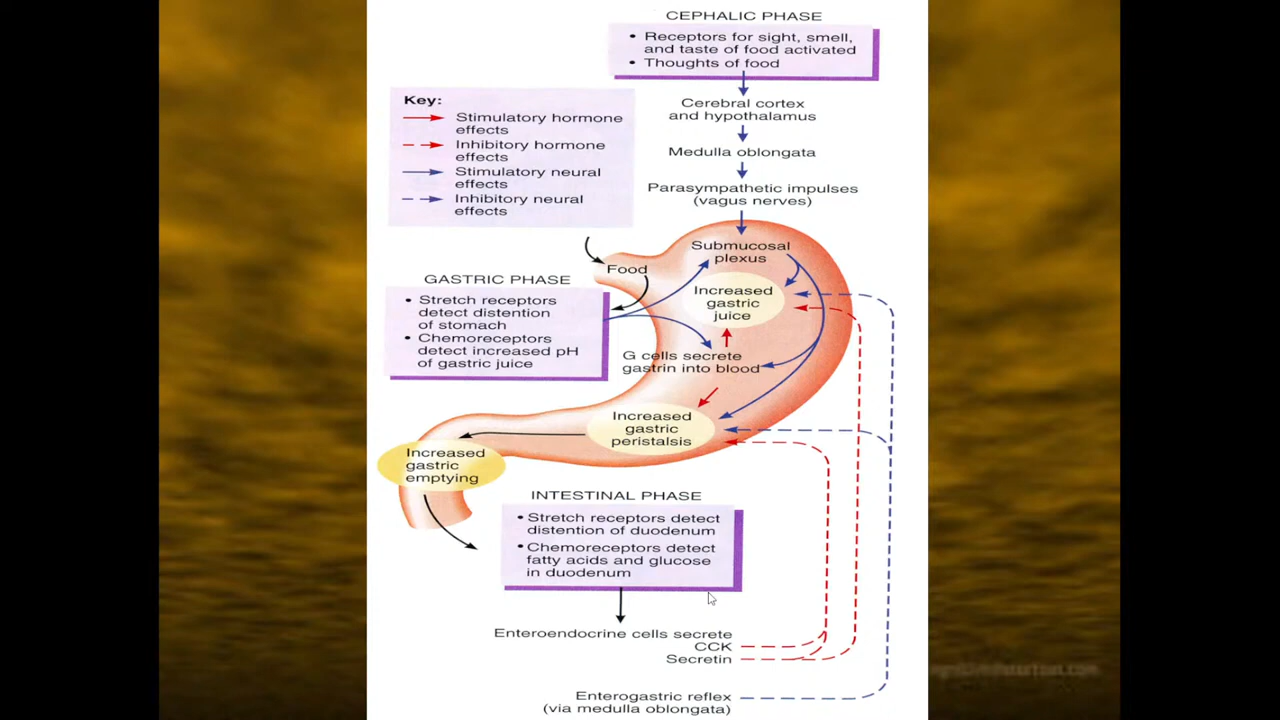 CEPHALIC PHASE
• Receptors for sight, smell,
and taste of food activated
• Thoughts of food
Key:
Stimulatory hormone
effects
Inhibitory hormone
effects
Stimulatory neural
effects
Inhibitory neural
effects
Cerebral cortex
and hypothalamus
Medulla oblongata
Parasympathetic impulses
(vagus nerves)
Submucosal
plexus
Food
Increased
gastric
juice
GASTRIC PHASE
• Stretch receptors
detect distention
of stomach
• Chemoreceptors
detect increased pH
of gastric juice
G cells secrete
gastrin into blood
Increased
gastric
peristalsis
Increased
gastric
emptying
INTESTINAL PHASE
• Stretch receptors detect
distention of duodenum
• Chemoreceptors detect
fatty acids and glucose
in duodenum
Enteroendocrine cells secrete
CCK
Secretin
Enterogastric reflex
(via medulla oblongata)